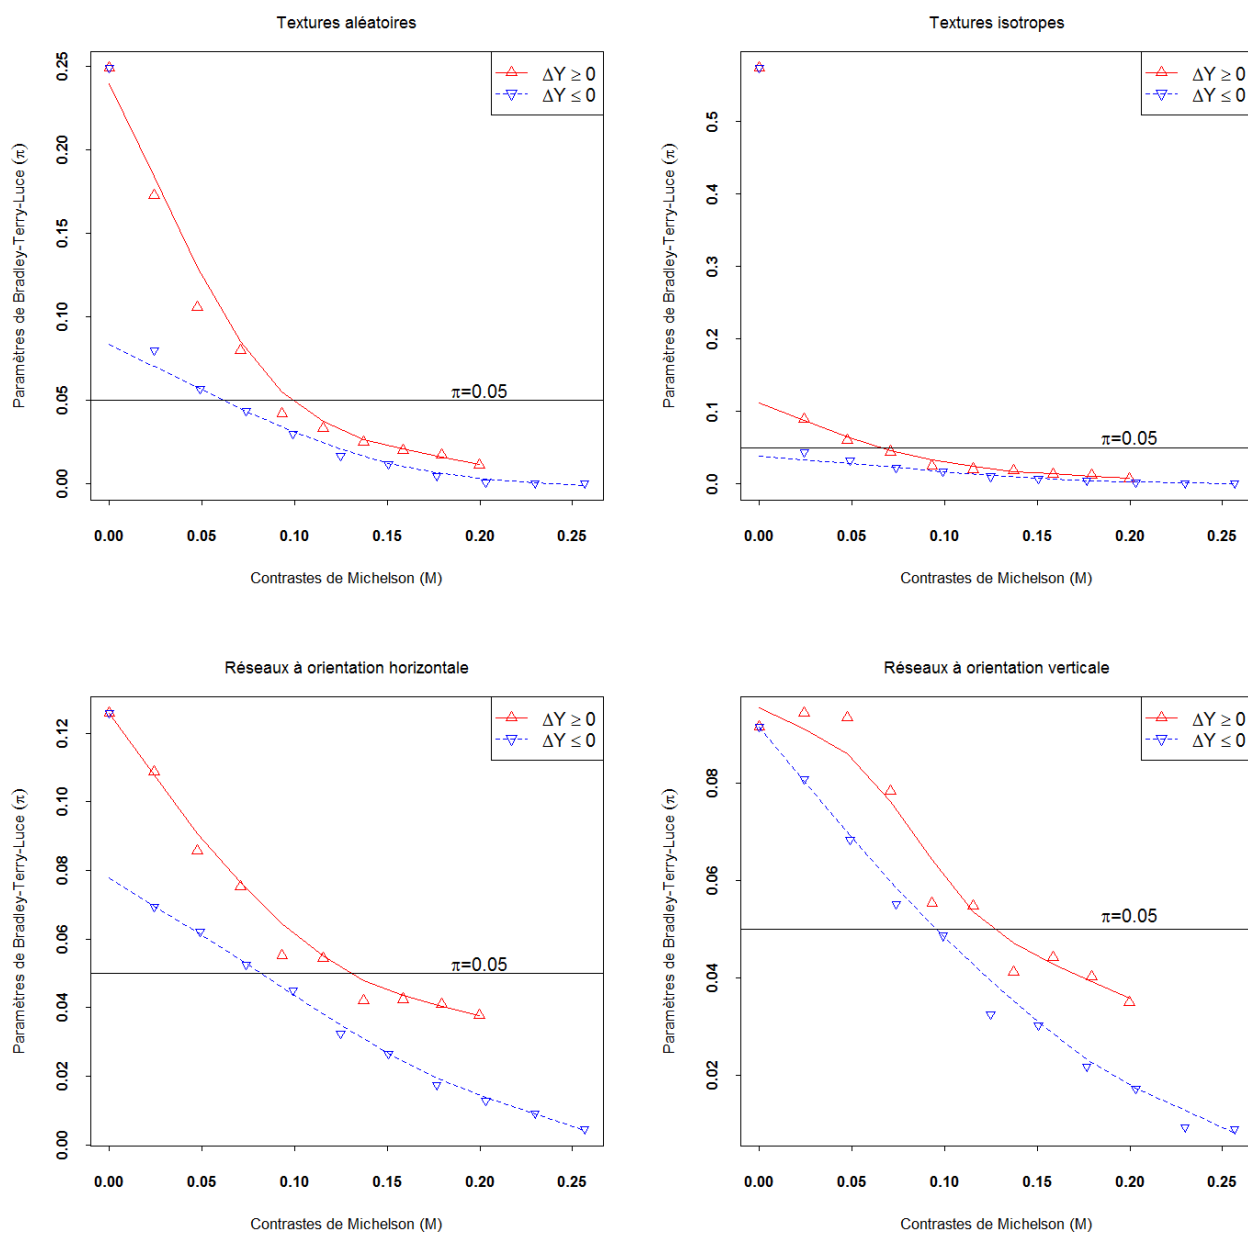 Textures aléatoires
ΔY ≥ 0
ΔY ≤ 0
π=0.05
0.25
0.20
0.15
0.10
0.05
0.00
Paramètres de Bradley-Terry-Luce (π)
0.00 0.05 0.10 0.15 0.20 0.25
Contrastes de Michelson (M)
Textures isotropes
ΔY ≥ 0
ΔY ≤ 0
π=0.05
0.5
0.4
0.3
0.2
0.1
0.0
Paramètres de Bradley-Terry-Luce (π)
0.00 0.05 0.10 0.15 0.20 0.25
Contrastes de Michelson (M)
Réseaux à orientation horizontale
ΔY ≥ 0
ΔY ≤ 0
π=0.05
0.12
0.10
0.08
0.06
0.04
0.02
0.00
Paramètres de Bradley-Terry-Luce (π)
0.00 0.05 0.10 0.15 0.20 0.25
Contrastes de Michelson (M)
Réseaux à orientation verticale
ΔY ≥ 0
ΔY ≤ 0
π=0.05
0.08
0.06
0.04
0.02
Paramètres de Bradley-Terry-Luce (π)
0.00 0.05 0.10 0.15 0.20 0.25
Contrastes de Michelson (M)